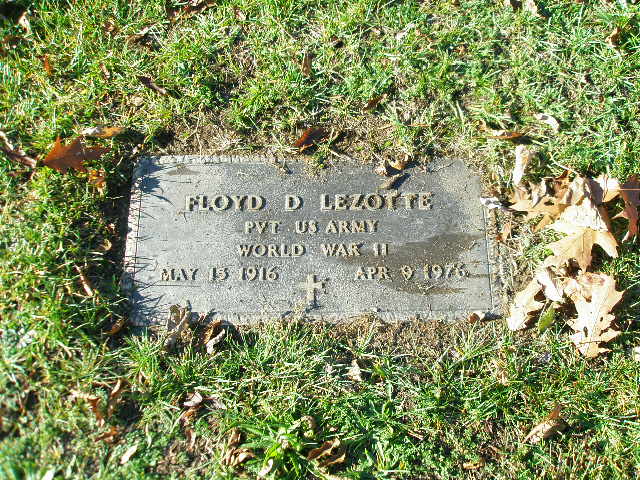 FLOYD D LEZOTTE
PVT US ARMY
WORLD WAR II
MAY 15 1916 APR 9 1976